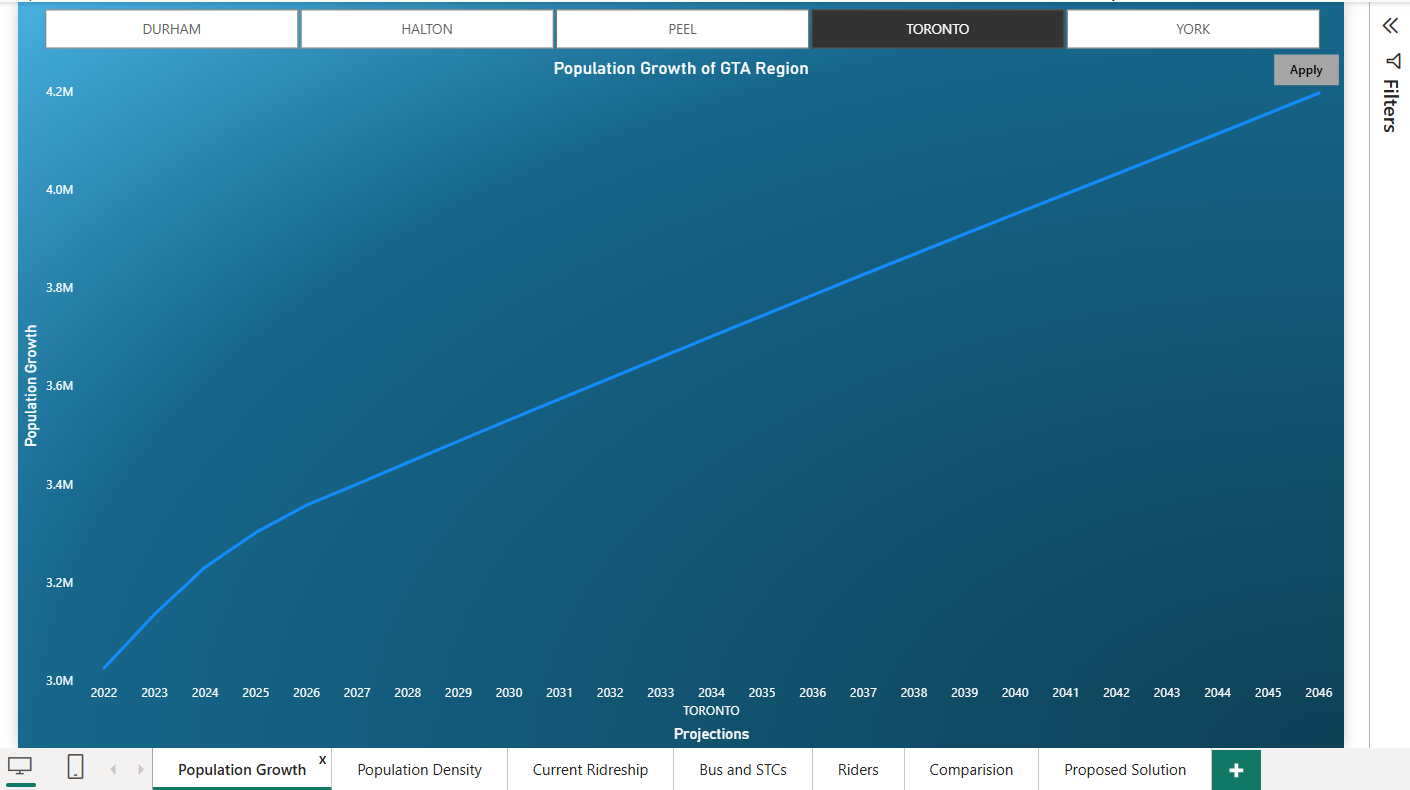 DURHAM
HALTON
PEEL
TORONTO
YORK
Population Growth of GTA Region
Apply
Filters
4.2M
4.0M
3.8M
3.6M
3.4M
3.2M
3.0M
Population Growth
2022 2023 2024 2025 2026 2027 2028 2029 2030 2031 2032 2033 2034 2035 2036 2037 2038 2039 2040 2041 2042 2043 2044 2045 2046
TORONTO
Projections
Population Growth X
Population Density
Current Ridreship
Bus and STCs
Riders
Comparision
Proposed Solution